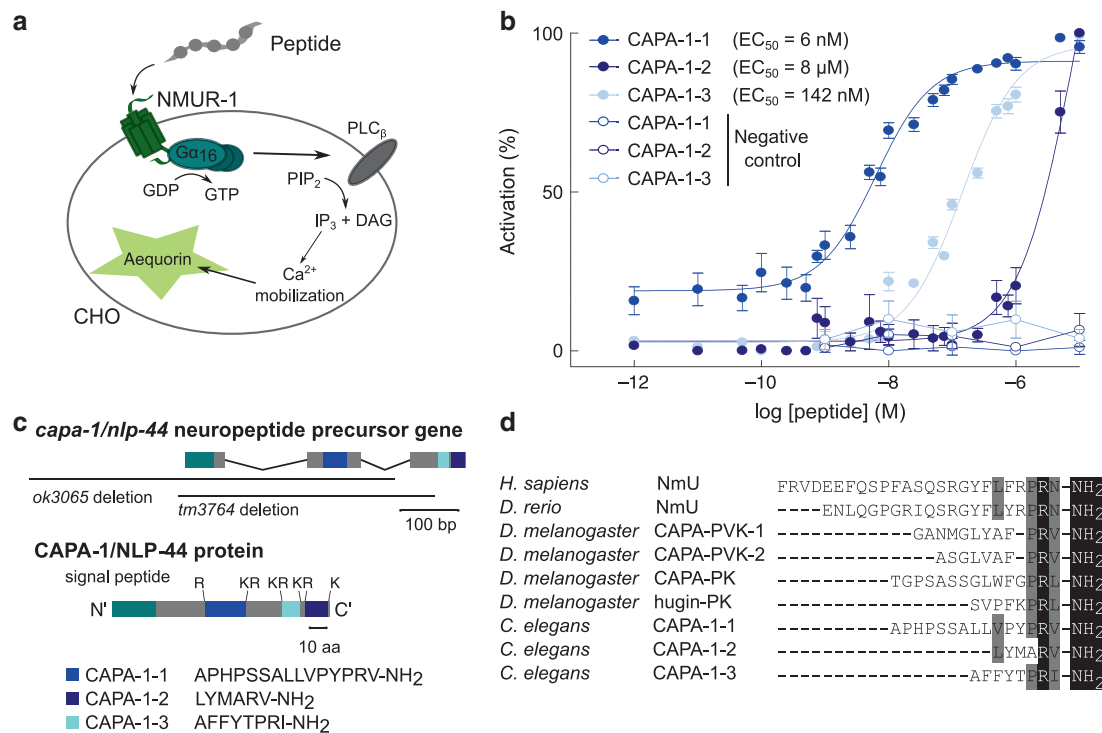 a
Peptide
NMUR-1
Gα16
GDP
GTP
PLCβ
PIP2
IP3 + DAG
Ca2+
mobilization
Aequorin
CHO
b
Activation (%)
100
50
0
CAPA-1-1 (EC50 = 6 nM)
CAPA-1-2 (EC50 = 8 µM)
CAPA-1-3 (EC50 = 142 nM)
CAPA-1-1
CAPA-1-2
CAPA-1-3
Negative
control
−12 −10 −8 −6
log [peptide] (M)
c
capa-1/nlp-44 neuropeptide precursor gene
ok3065 deletion
tm3764 deletion
100 bp
CAPA-1/NLP-44 protein
signal peptide
R KR KR KR K
N' C'
10 aa
CAPA-1-1 APHPSSALLVPYPRV-NH2
CAPA-1-2 LYMARV-NH2
CAPA-1-3 AFFYTPRI-NH2
d
H. sapiens NmU FRVDEEFQSPFASQSRGYFLFRPRN-NH2
D. rerio NmU -----ENLQGPGRIQSRGYFLYRPRN-NH2
D. melanogaster CAPA-PVK-1 ---------------GANMGLYAF-PRV-NH2
D. melanogaster CAPA-PVK-2 -----------------ASGLVAF-PRV-NH2
D. melanogaster CAPA-PK ------------TGPSASSGLWFGPRL-NH2
D. melanogaster hugin-PK --------------------SVPFKPRL-NH2
C. elegans CAPA-1-1 ------------APHPSSALLVPYPRV-NH2
C. elegans CAPA-1-2 ----------------------LYMARV-NH2
C. elegans CAPA-1-3 --------------------AFFYTPRI-NH2